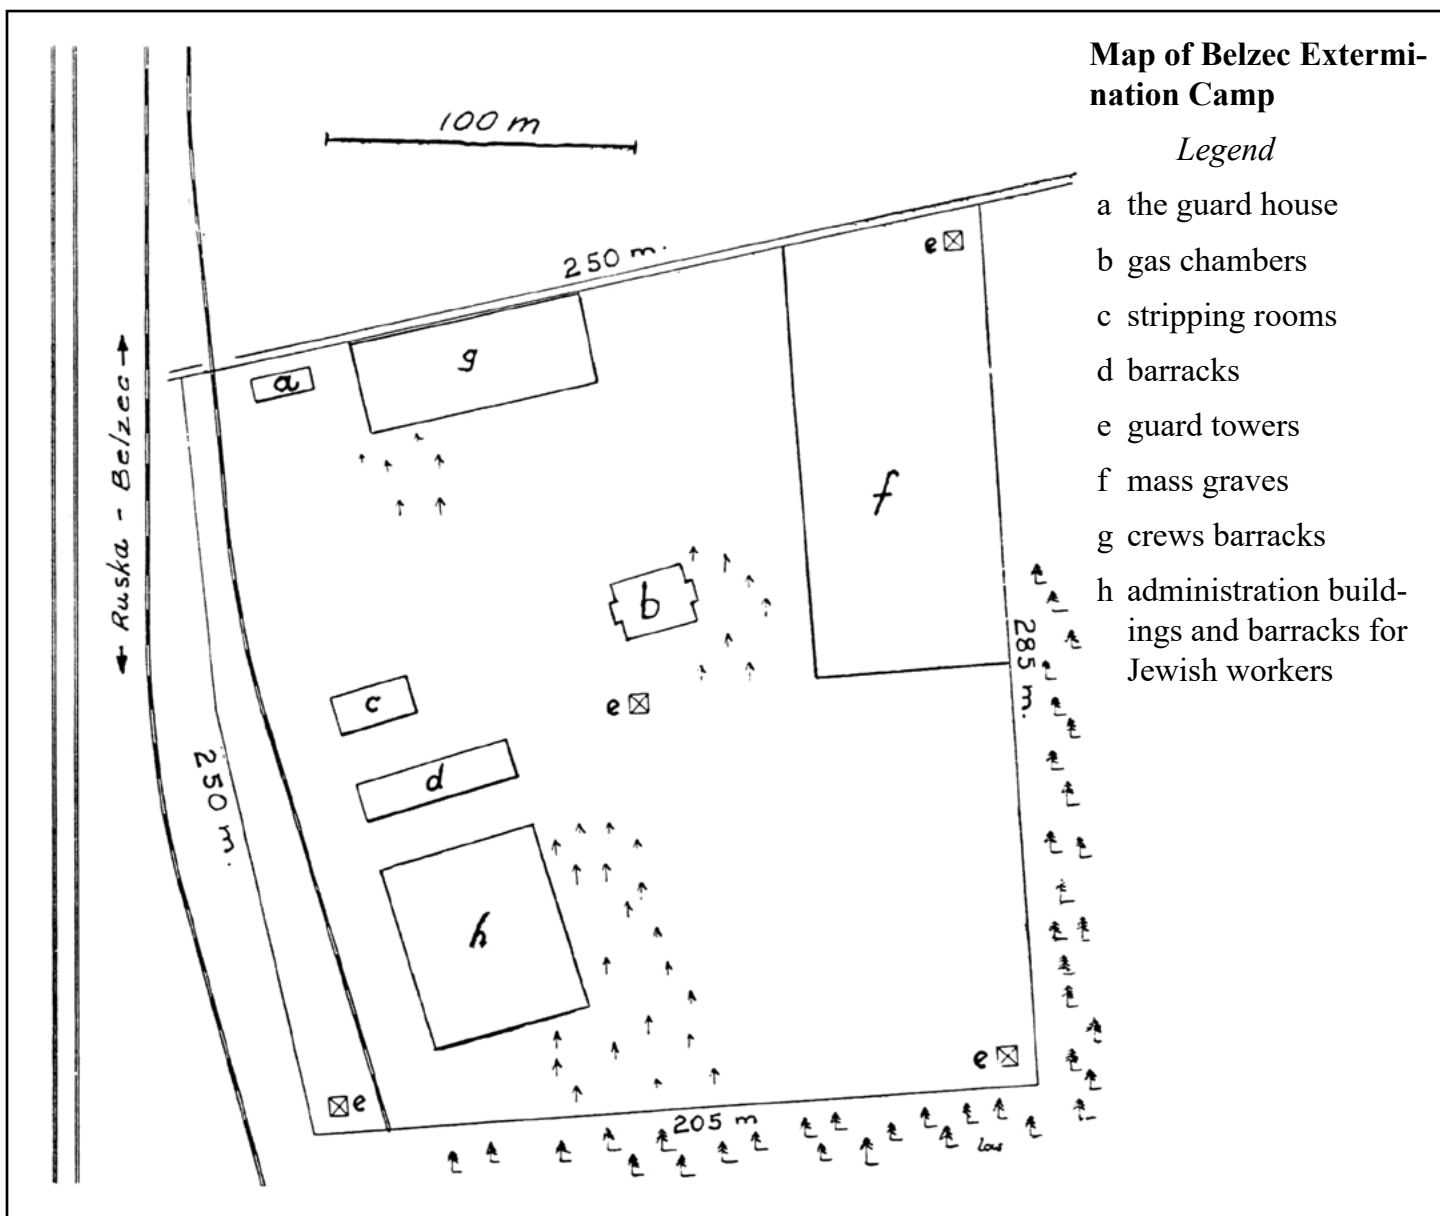 Map of Belzec Extermi-
nation Camp
Legend
a the guard house
b gas chambers
c stripping rooms
d barracks
e guard towers
f mass graves
g crews barracks
h administration build-
ings and barracks for
Jewish workers
100 m
250 m.
e
g
a
Ruska - Belzec
f
b
285 m.
c
e
250 m.
d
h
e
e
205 m
las